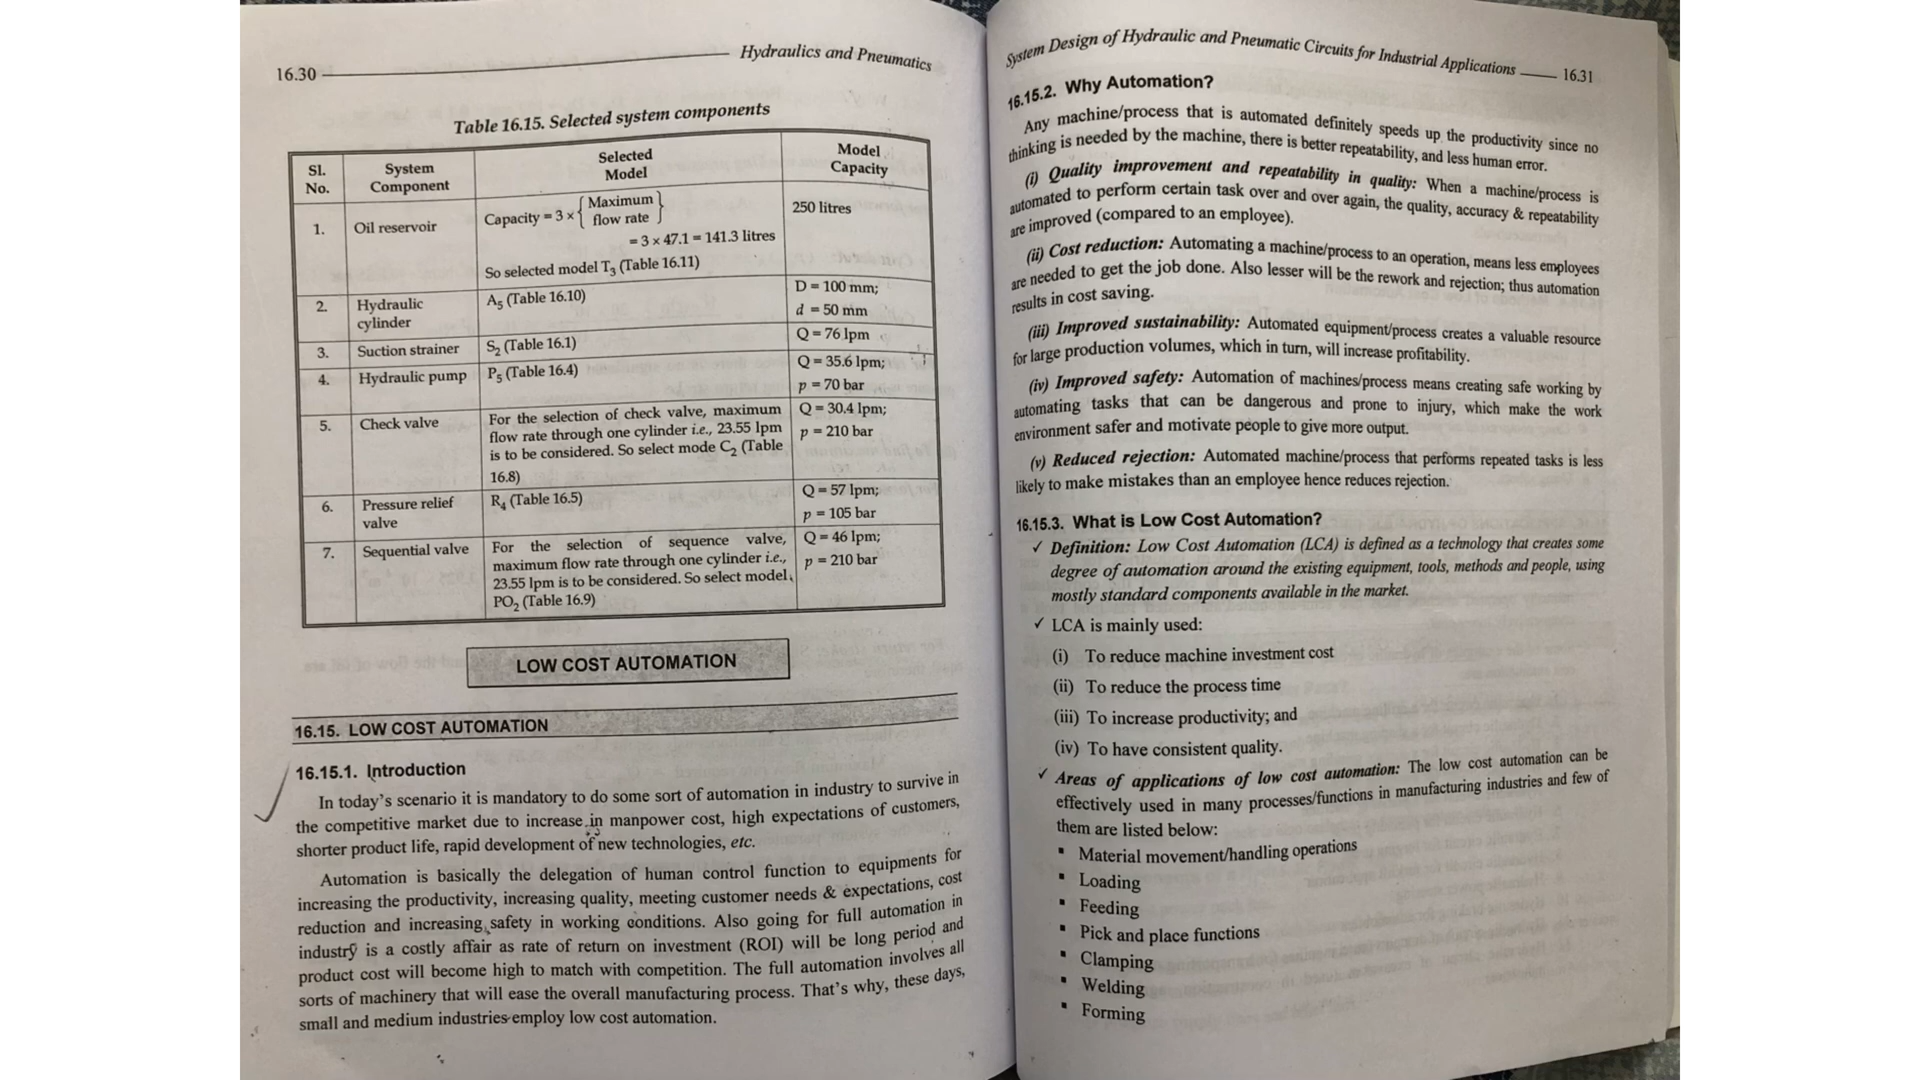 16.30
Hydraulics and Pneumatics
Table 16.15. Selected system components
Sl. No.
System Component
Selected Model
Model Capacity
1.
Oil reservoir
Capacity = 3 × { Maximum flow rate }
= 3 × 47.1 = 141.3 litres
So selected model T3 (Table 16.11)
250 litres
2.
Hydraulic cylinder
A5 (Table 16.10)
D = 100 mm;
d = 50 mm
3.
Suction strainer
S2 (Table 16.1)
Q = 76 lpm
4.
Hydraulic pump
P5 (Table 16.4)
Q = 35.6 lpm;
p = 70 bar
5.
Check valve
For the selection of check valve, maximum
flow rate through one cylinder i.e., 23.55 lpm
is to be considered. So select mode C2 (Table
16.8)
Q = 30.4 lpm;
p = 210 bar
6.
Pressure relief valve
R4 (Table 16.5)
Q = 57 lpm;
p = 105 bar
7.
Sequential valve
For the selection of sequence valve,
maximum flow rate through one cylinder i.e.,
23.55 lpm is to be considered. So select model
PO2 (Table 16.9)
Q = 46 lpm;
p = 210 bar
LOW COST AUTOMATION
16.15. LOW COST AUTOMATION
16.15.1. Introduction
In today's scenario it is mandatory to do some sort of automation in industry to survive in
the competitive market due to increase in manpower cost, high expectations of customers,
shorter product life, rapid development of new technologies, etc.
Automation is basically the delegation of human control function to equipments for
increasing the productivity, increasing quality, meeting customer needs & expectations, cost
reduction and increasing safety in working conditions. Also going for full automation in
industry is a costly affair as rate of return on investment (ROI) will be long period and
product cost will become high to match with competition. The full automation involves all
sorts of machinery that will ease the overall manufacturing process. That's why, these days,
small and medium industries employ low cost automation.
System Design of Hydraulic and Pneumatic Circuits for Industrial Applications
16.31
16.15.2. Why Automation?
Any machine/process that is automated definitely speeds up the productivity since no
thinking is needed by the machine, there is better repeatability, and less human error.
(i) Quality improvement and repeatability in quality: When a machine/process is
automated to perform certain task over and over again, the quality, accuracy & repeatability
are improved (compared to an employee).
(ii) Cost reduction: Automating a machine/process to an operation, means less employees
are needed to get the job done. Also lesser will be the rework and rejection; thus automation
results in cost saving.
(iii) Improved sustainability: Automated equipment/process creates a valuable resource
for large production volumes, which in turn, will increase profitability.
(iv) Improved safety: Automation of machines/process means creating safe working by
automating tasks that can be dangerous and prone to injury, which make the work
environment safer and motivate people to give more output.
(v) Reduced rejection: Automated machine/process that performs repeated tasks is less
likely to make mistakes than an employee hence reduces rejection.
16.15.3. What is Low Cost Automation?
✓ Definition: Low Cost Automation (LCA) is defined as a technology that creates some
degree of automation around the existing equipment, tools, methods and people, using
mostly standard components available in the market.
✓ LCA is mainly used:
(i) To reduce machine investment cost
(ii) To reduce the process time
(iii) To increase productivity; and
(iv) To have consistent quality.
✓ Areas of applications of low cost automation: The low cost automation can be
effectively used in many processes/functions in manufacturing industries and few of
them are listed below:
▪ Material movement/handling operations
▪ Loading
▪ Feeding
▪ Pick and place functions
▪ Clamping
▪ Welding
▪ Forming